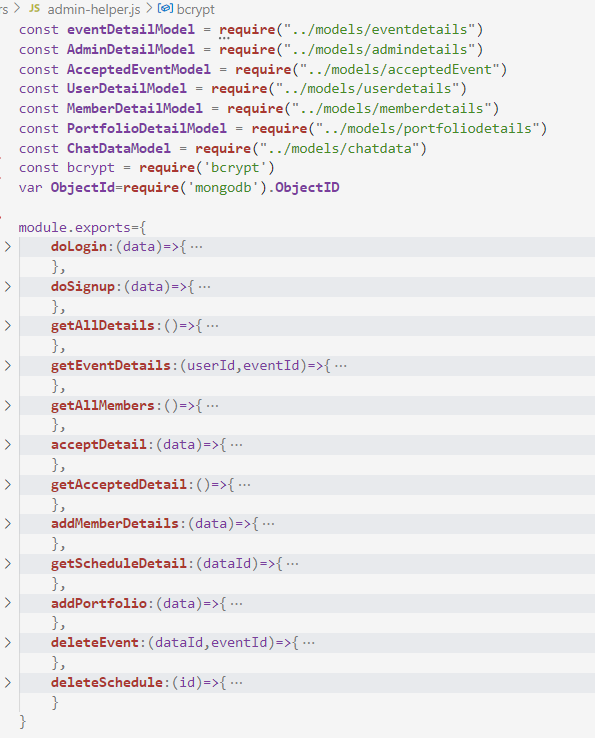 rs > JS admin-helper.js > bcrypt
const eventDetailModel = require("../models/eventdetails")
const AdminDetailModel = require("../models/admindetails")
const AcceptedEventModel = require("../models/acceptedEvent")
const UserDetailModel = require("../models/userdetails")
const MemberDetailModel = require("../models/memberdetails")
const PortfolioDetailModel = require("../models/portfoliodetails")
const ChatDataModel = require("../models/chatdata")
const bcrypt = require('bcrypt')
var ObjectId=require('mongodb').ObjectID
module.exports={
doLogin:(data)=>{ ···
},
doSignup:(data)=>{ ···
},
getAllDetails:()=>{ ···
},
getEventDetails:(userId,eventId)=>{ ···
},
getAllMembers:()=>{ ···
},
acceptDetail:(data)=>{ ···
},
getAcceptedDetail:()=>{ ···
},
addMemberDetails:(data)=>{ ···
},
getScheduleDetail:(dataId)=>{ ···
},
addPortfolio:(data)=>{ ···
},
deleteEvent:(dataId,eventId)=>{ ···
},
deleteSchedule:(id)=>{ ···
}
}